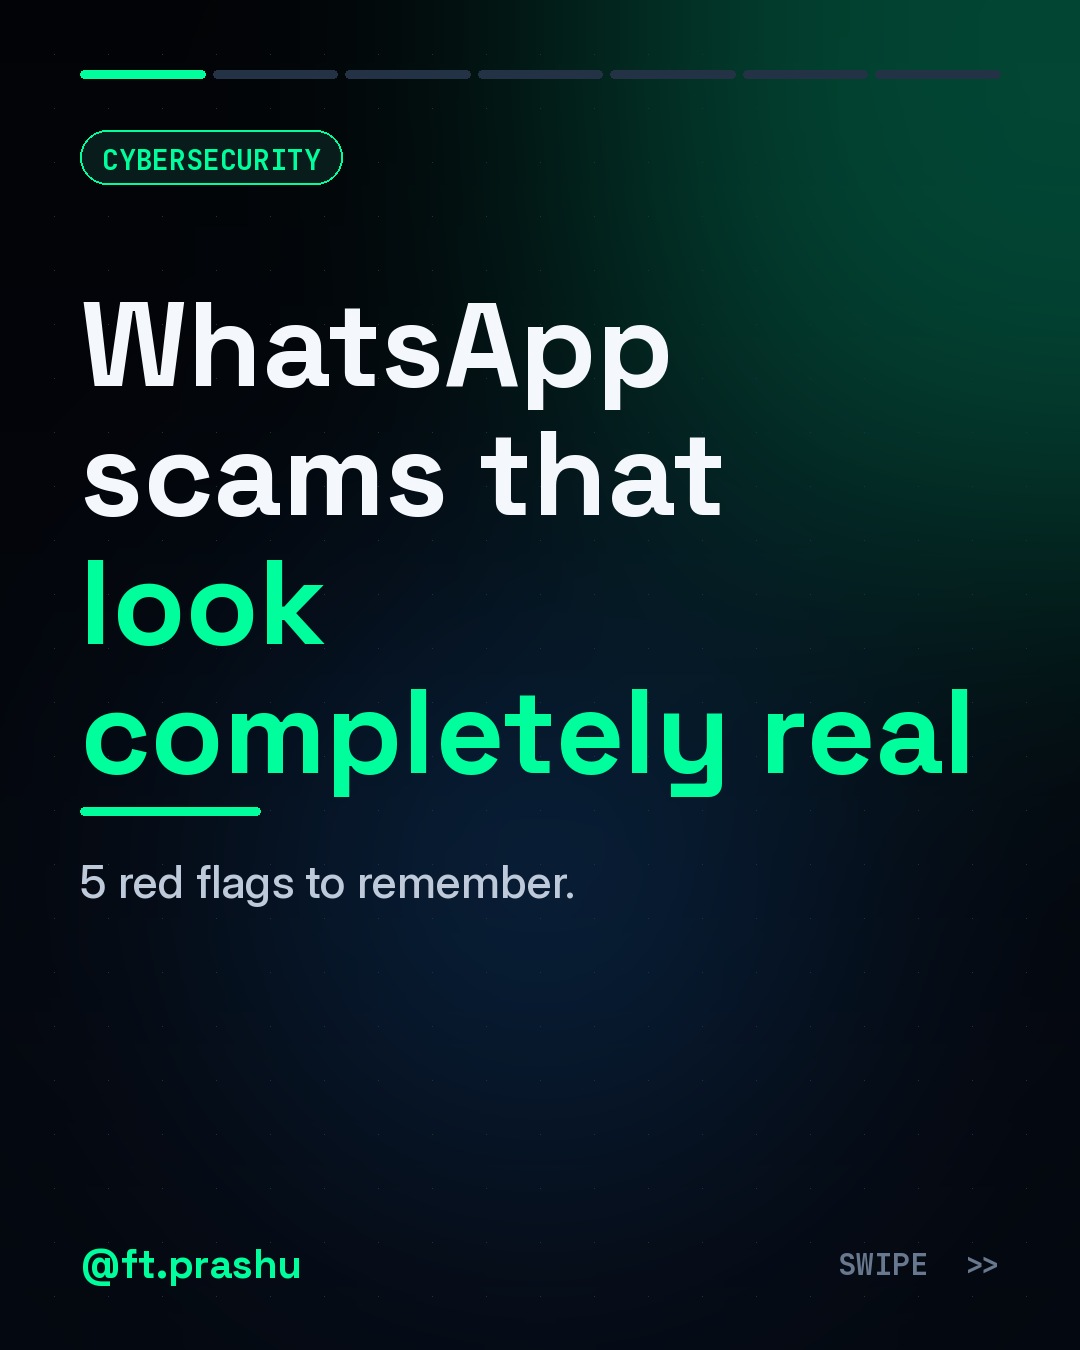 CYBERSECURITY
WhatsApp
scams that
look
completely real
5 red flags to remember.
@ft.prashu
SWIPE >>